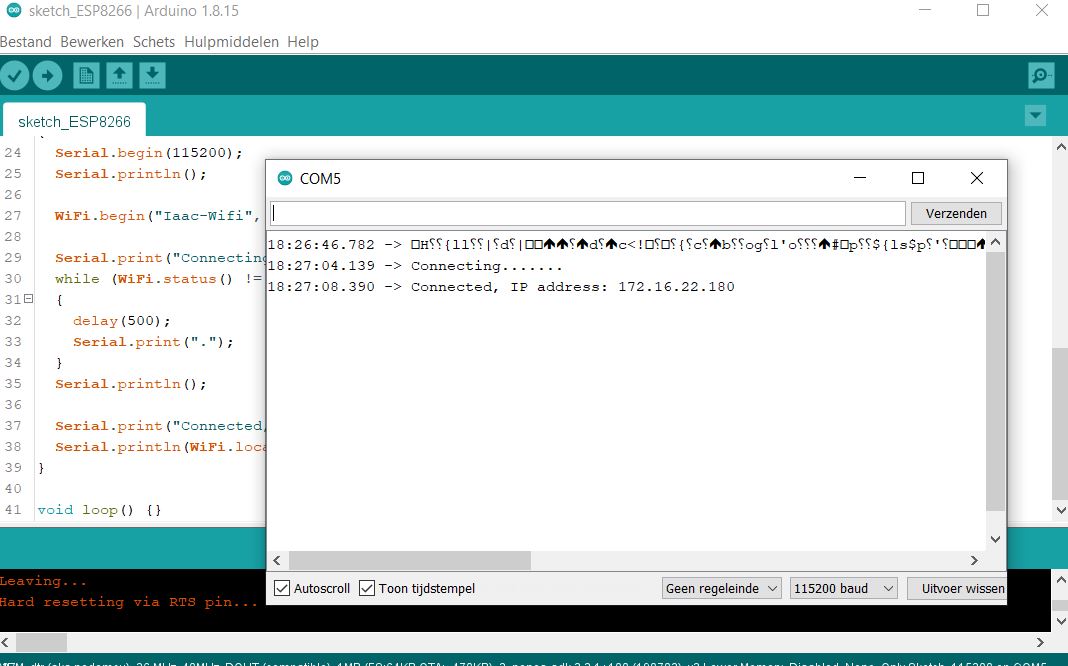 sketch_ESP8266 | Arduino 1.8.15
Bestand Bewerken Schets Hulpmiddelen Help
sketch_ESP8266
24 Serial.begin(115200);
25 Serial.println();
26
27 WiFi.begin("Iaac-Wifi",
28
29 Serial.print("Connecting
30 while (WiFi.status() !=
31 {
32 delay(500);
33 Serial.print(".");
34 }
35 Serial.println();
36
37 Serial.print("Connected,
38 Serial.println(WiFi.loca
39 }
40
41 void loop() {}
COM5
Verzenden
18:26:46.782 ->
18:27:04.139 -> Connecting.......
18:27:08.390 -> Connected, IP address: 172.16.22.180
Autoscroll Toon tijdstempel Geen regeleinde 115200 baud Uitvoer wissen
Leaving...
Hard resetting via RTS pin...